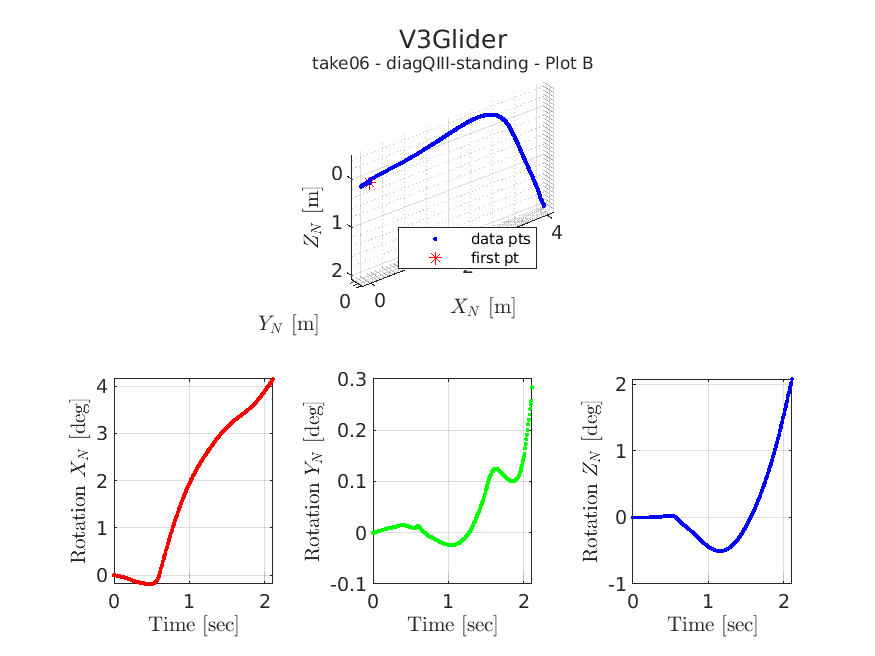 V3Glider
take06 - diagQIII-standing - Plot B
0
1
2
Z_N [m]
data pts
first pt
4
0
0
X_N [m]
Y_N [m]
4
3
2
1
0
Rotation X_N [deg]
0
1
2
Time [sec]
0.3
0.2
0.1
0
-0.1
Rotation Y_N [deg]
0
1
2
Time [sec]
2
1
0
-1
Rotation Z_N [deg]
0
1
2
Time [sec]